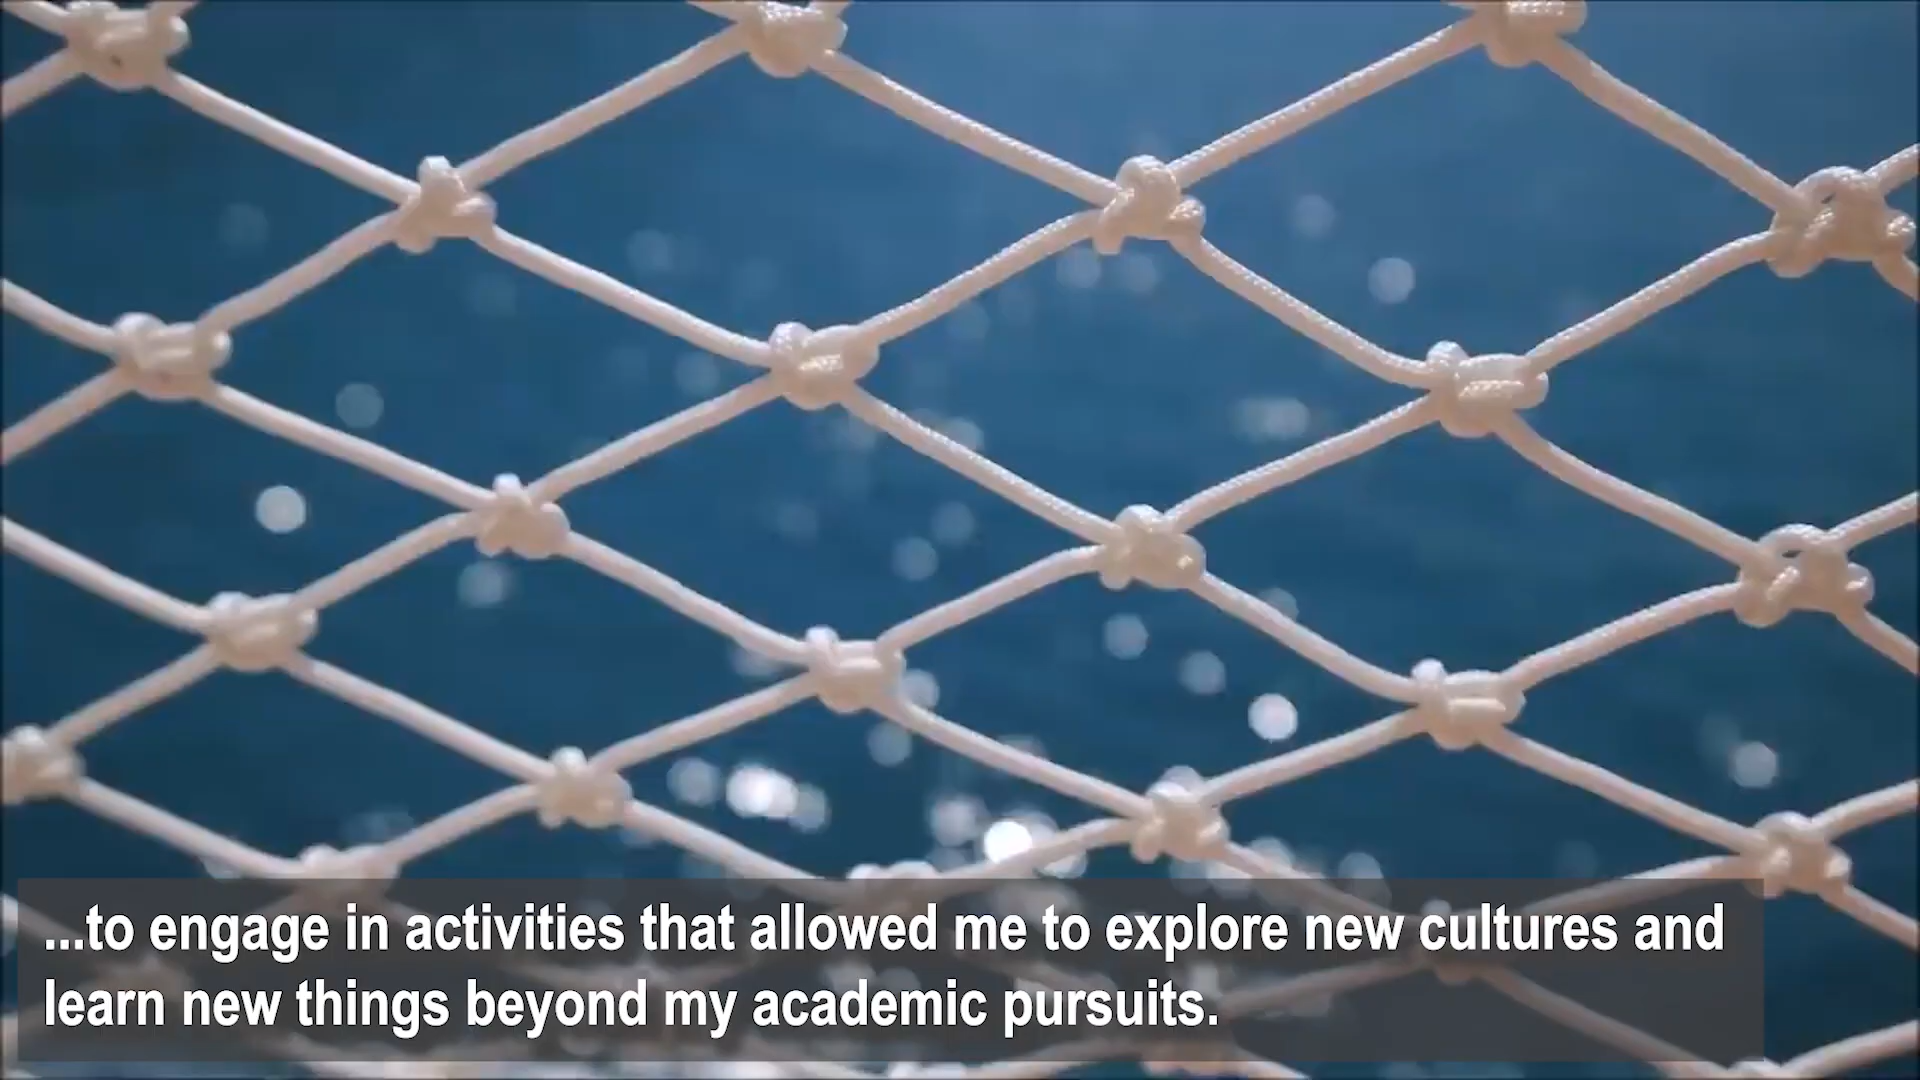 ...to engage in activities that allowed me to explore new cultures and
learn new things beyond my academic pursuits.